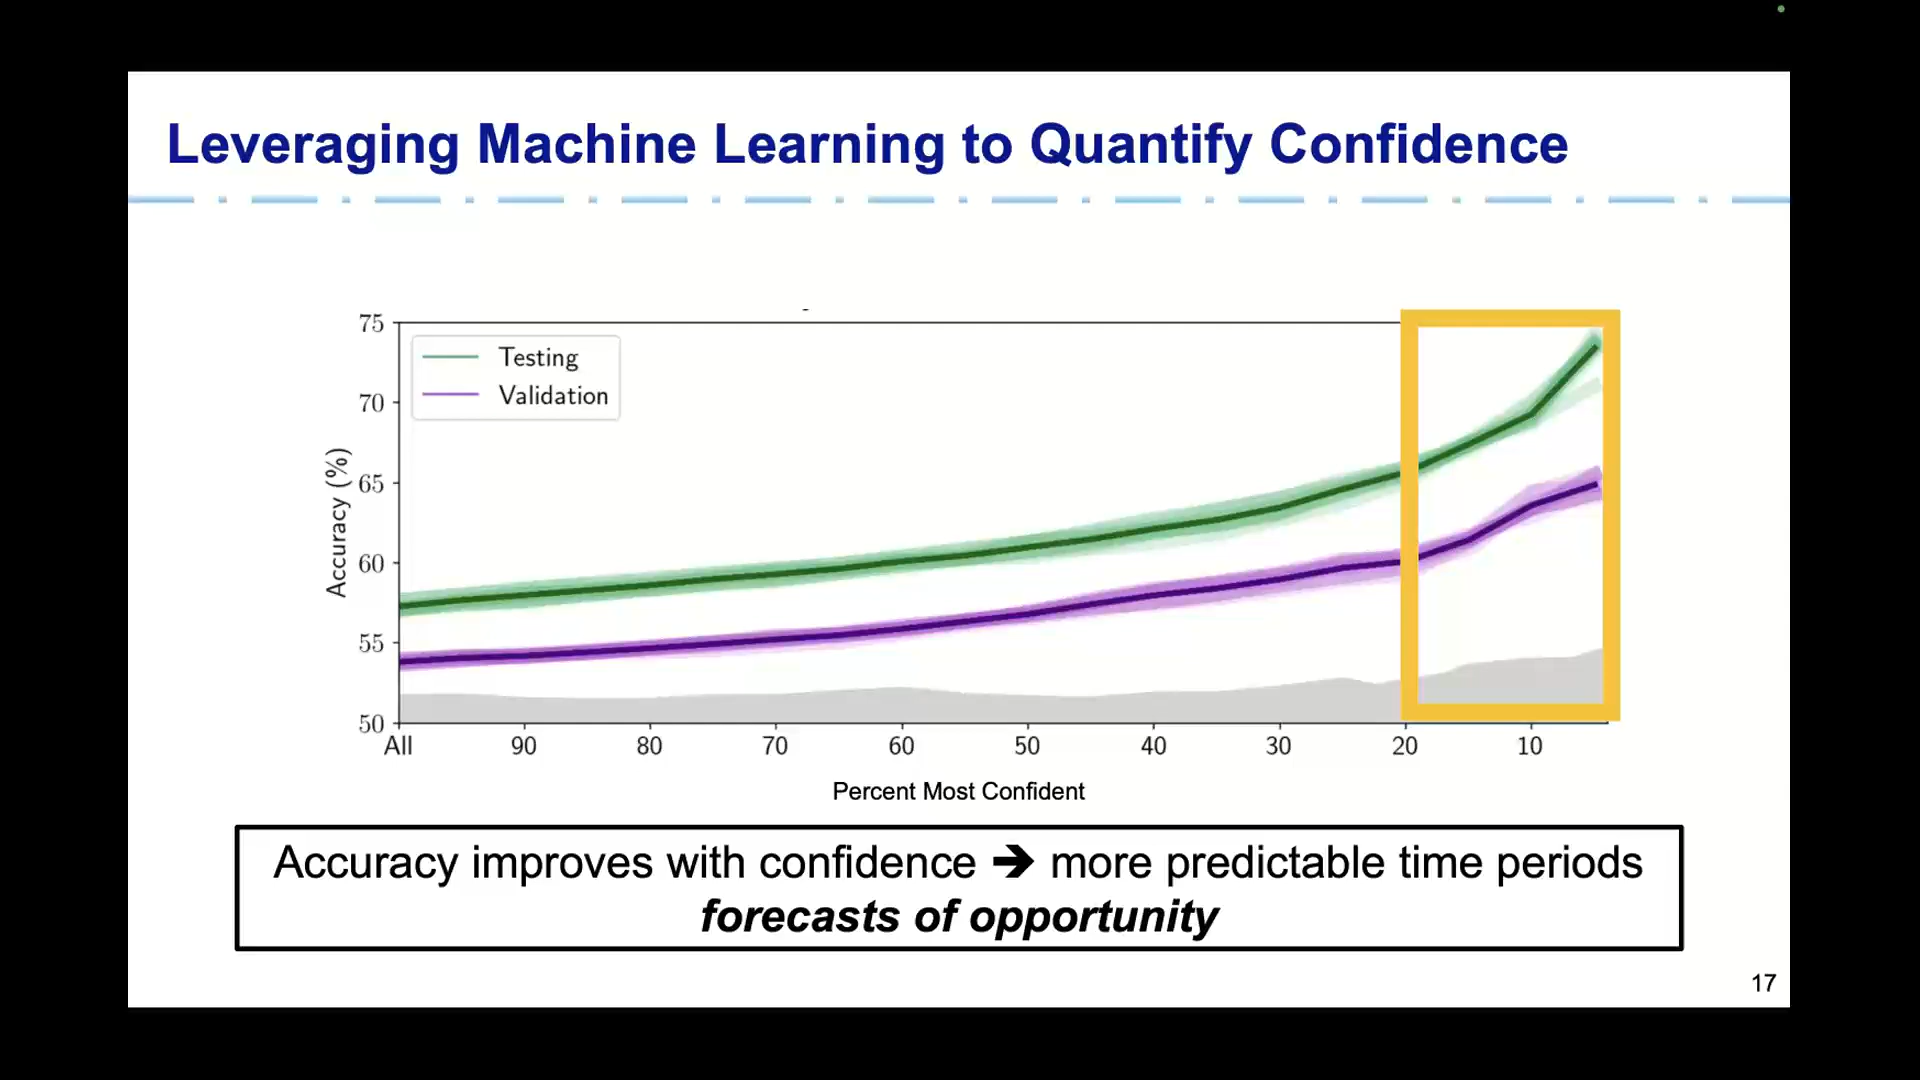 Leveraging Machine Learning to Quantify Confidence
75
70
65
60
55
50
Accuracy (%)
Testing
Validation
All 90 80 70 60 50 40 30 20 10
Percent Most Confident
Accuracy improves with confidence ➔ more predictable time periods
forecasts of opportunity
17